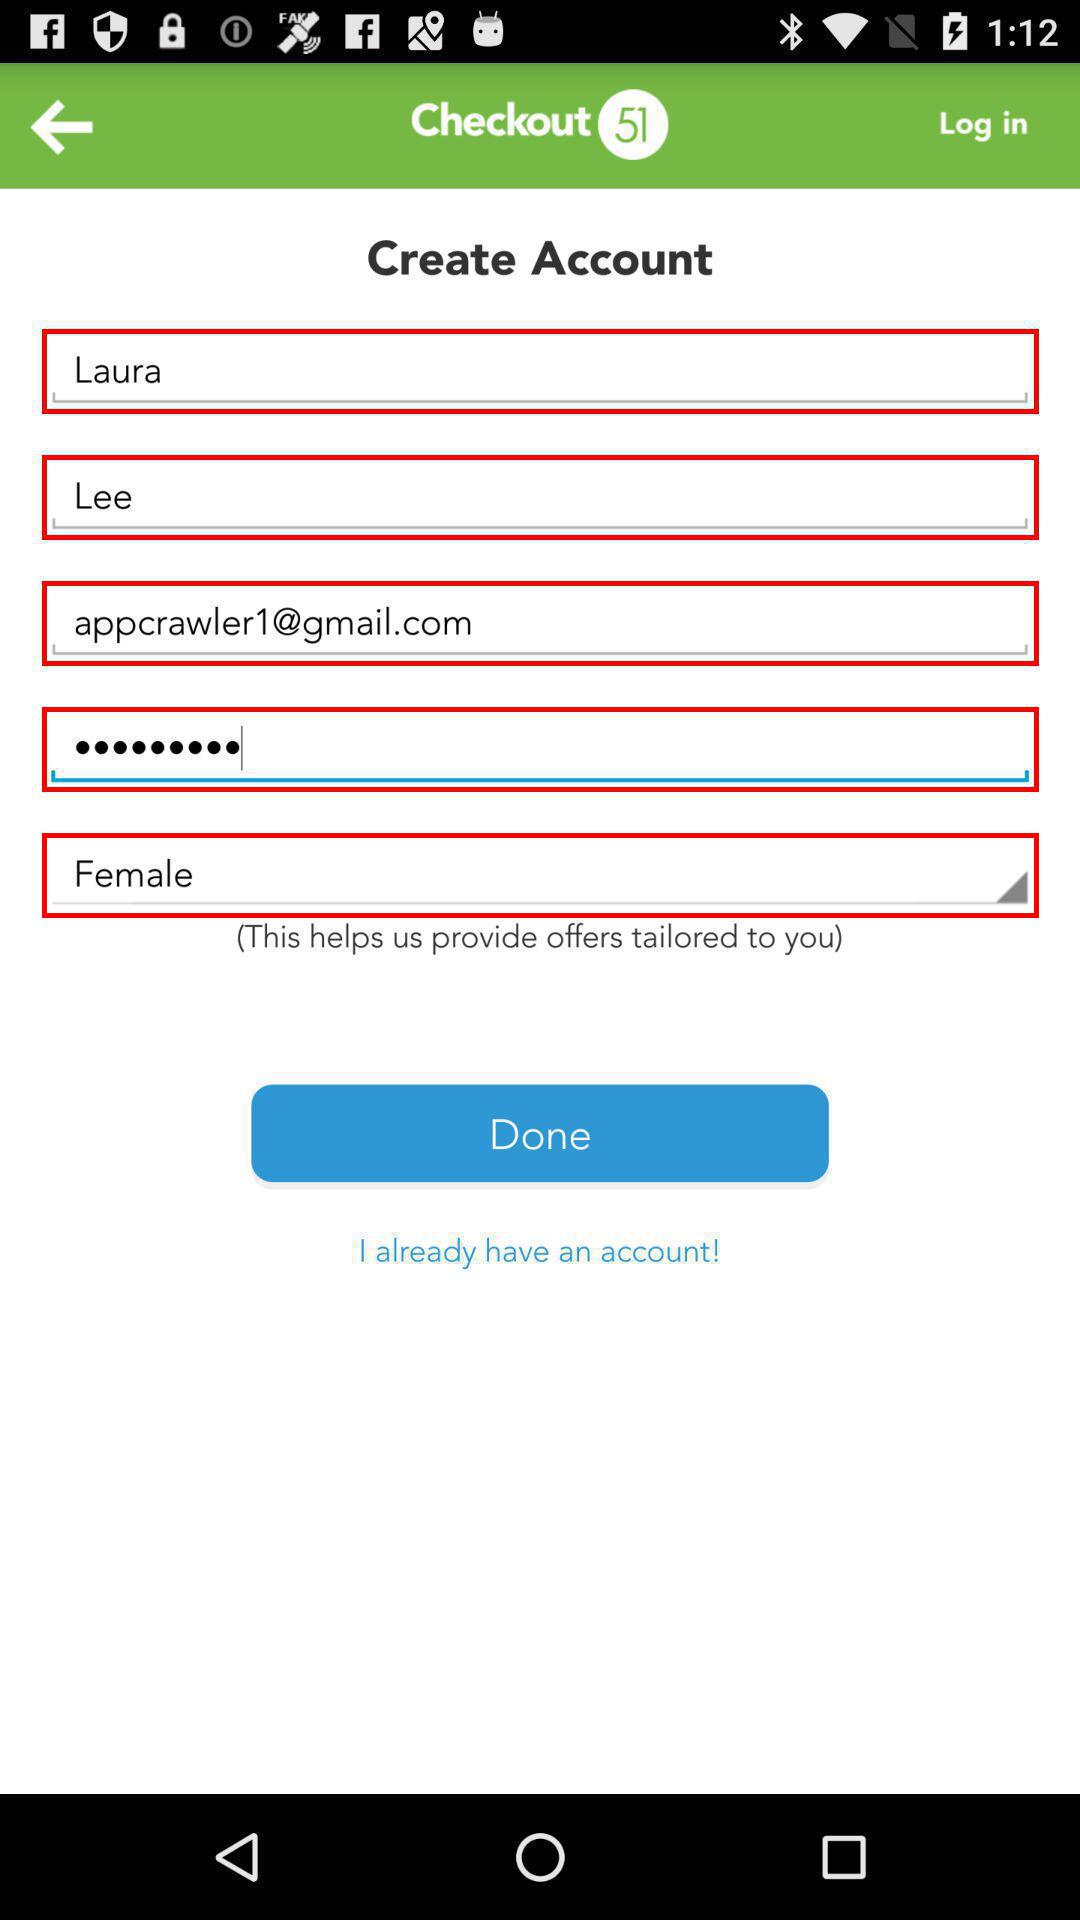 FAKE
1:12
Checkout 51
Log in
Create Account
Laura
Lee
appcrawler1@gmail.com
•••••••••
Female
(This helps us provide offers tailored to you)
Done
I already have an account!